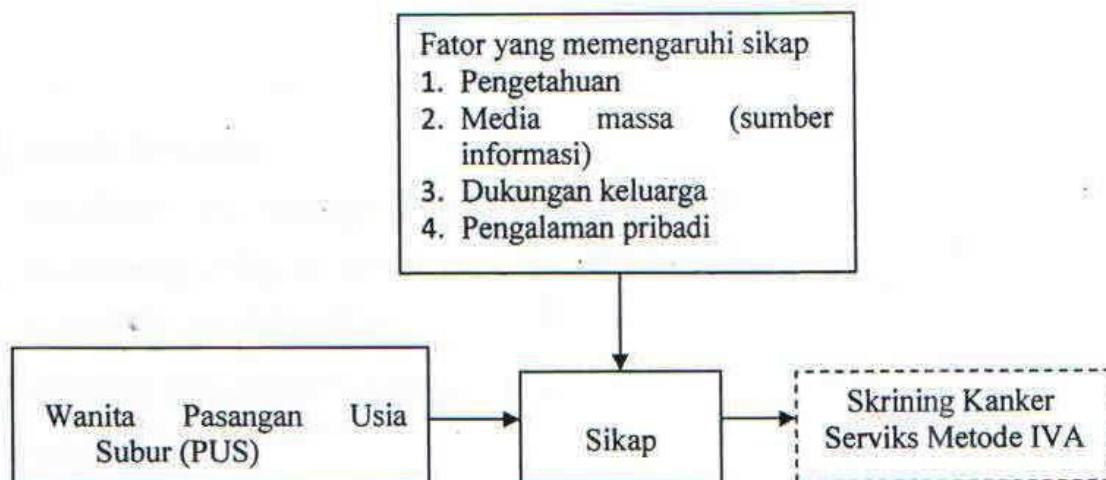 Fator yang memengaruhi sikap
1. Pengetahuan
2. Media massa (sumber
informasi)
3. Dukungan keluarga
4. Pengalaman pribadi
Wanita Pasangan Usia
Subur (PUS)
Sikap
Skrining Kanker
Serviks Metode IVA